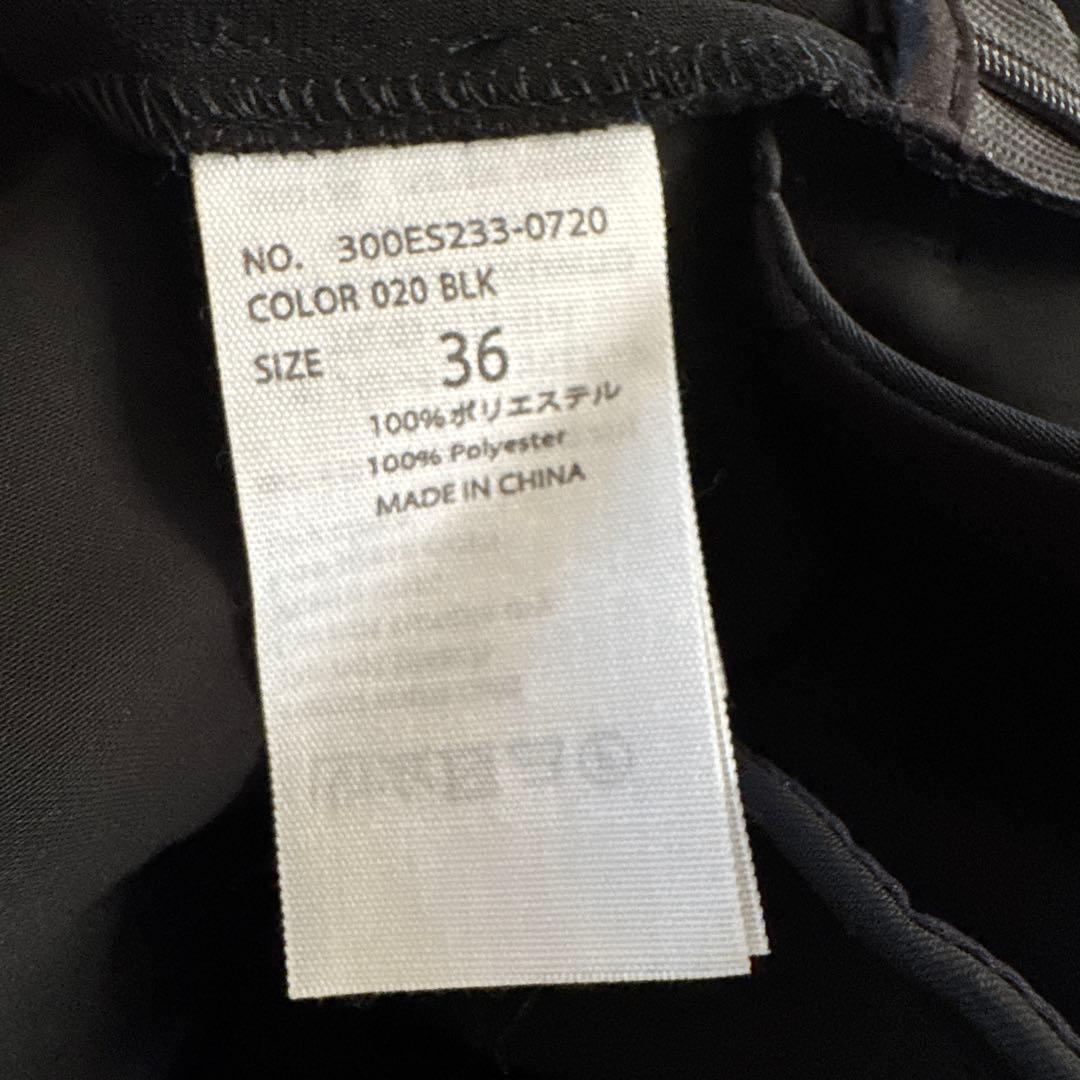 NO. 300ES233-0720
COLOR 020 BLK
SIZE 36
100%ポリエステル
100% Polyester
MADE IN CHINA